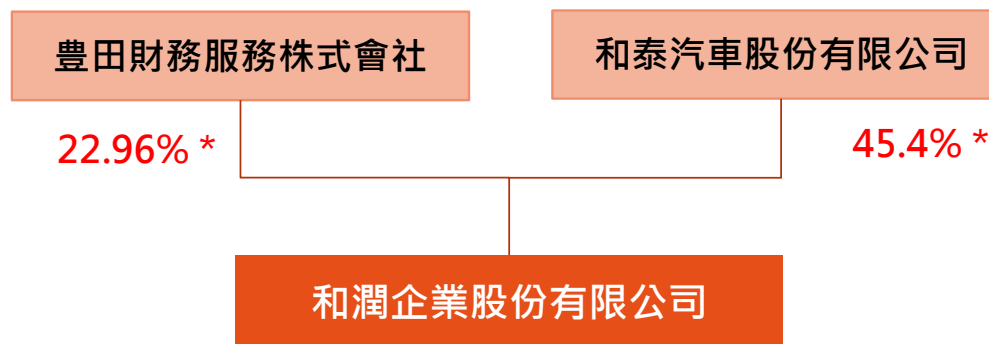 豊田財務服務株式會社
和泰汽車股份有限公司
22.96% *
45.4% *
和潤企業股份有限公司